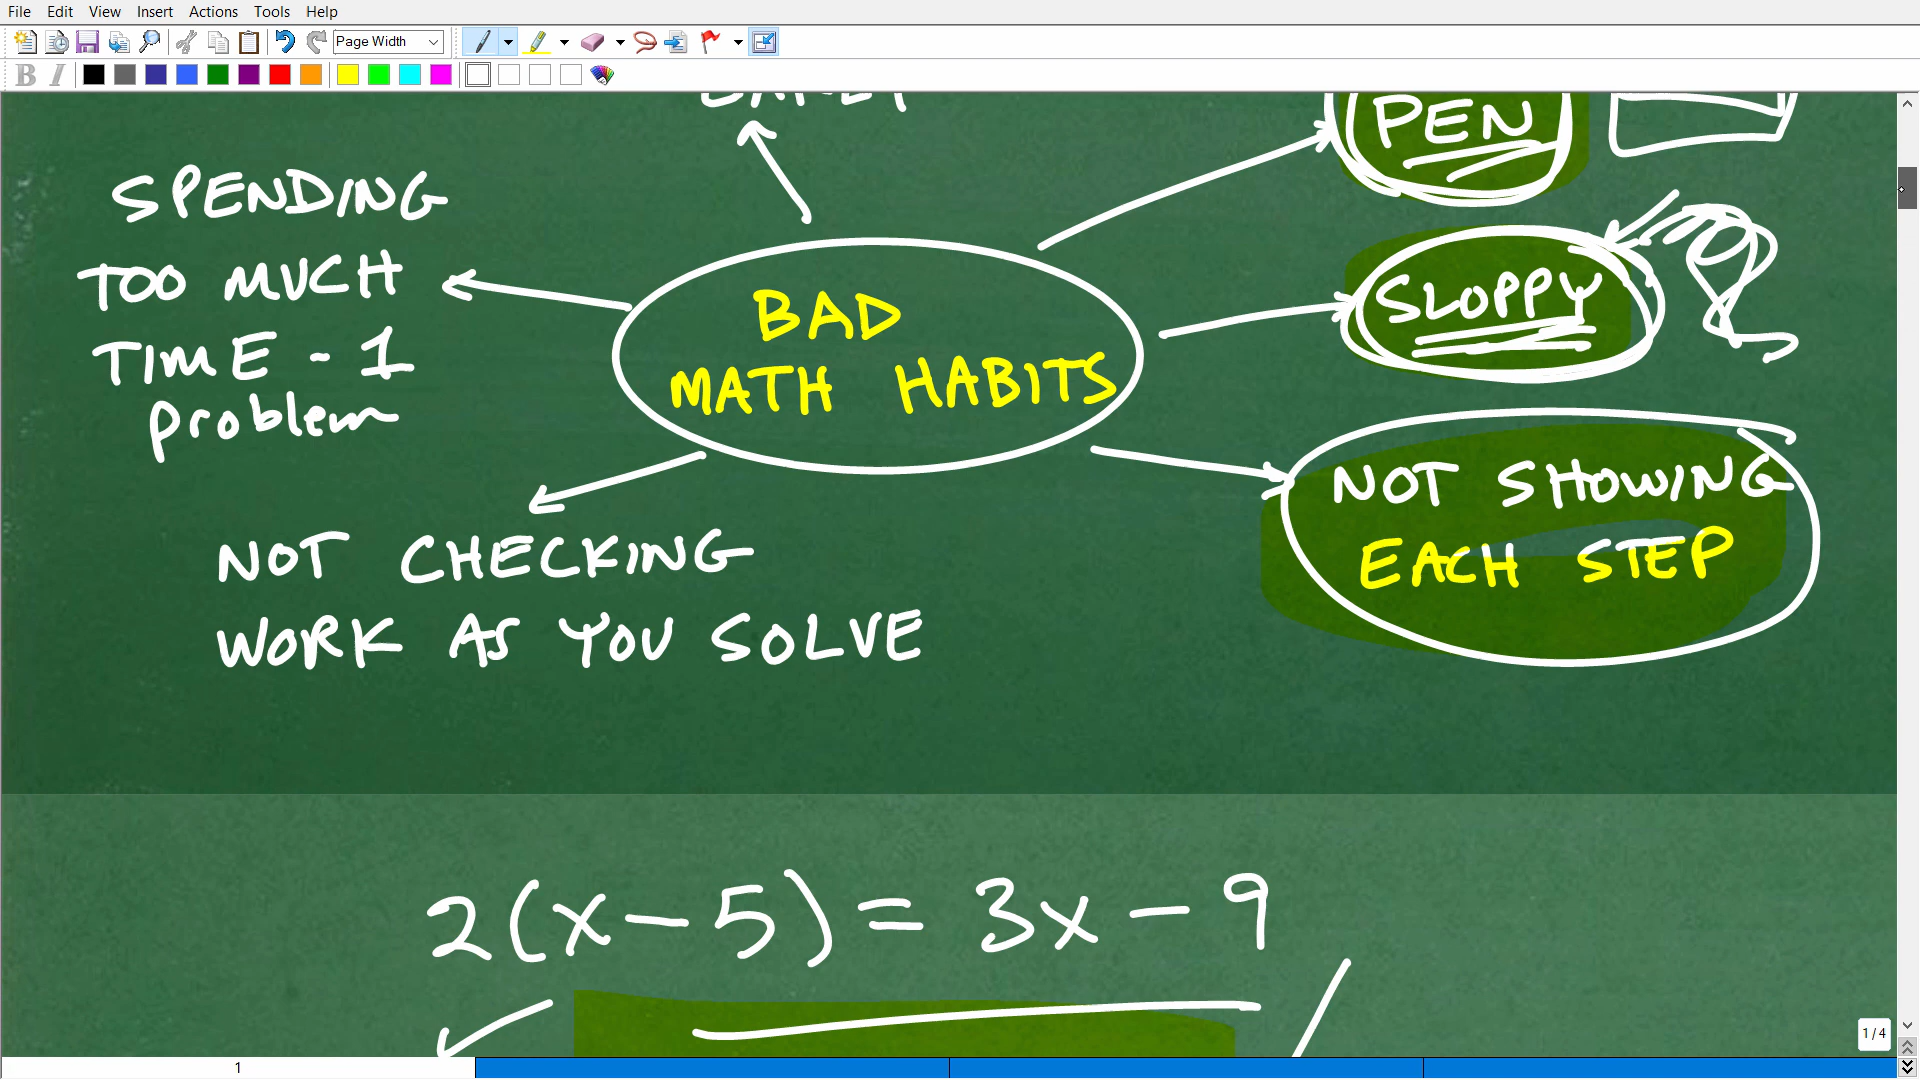 File Edit View Insert Actions Tools Help
Page Width
B I
PEN
SPENDING
TOO MUCH
TIME - 1
problem
BAD
MATH HABITS
SLOPPY
NOT SHOWING
EACH STEP
NOT CHECKING
WORK AS YOU SOLVE
2(x-5) = 3x-9
1 / 4
1